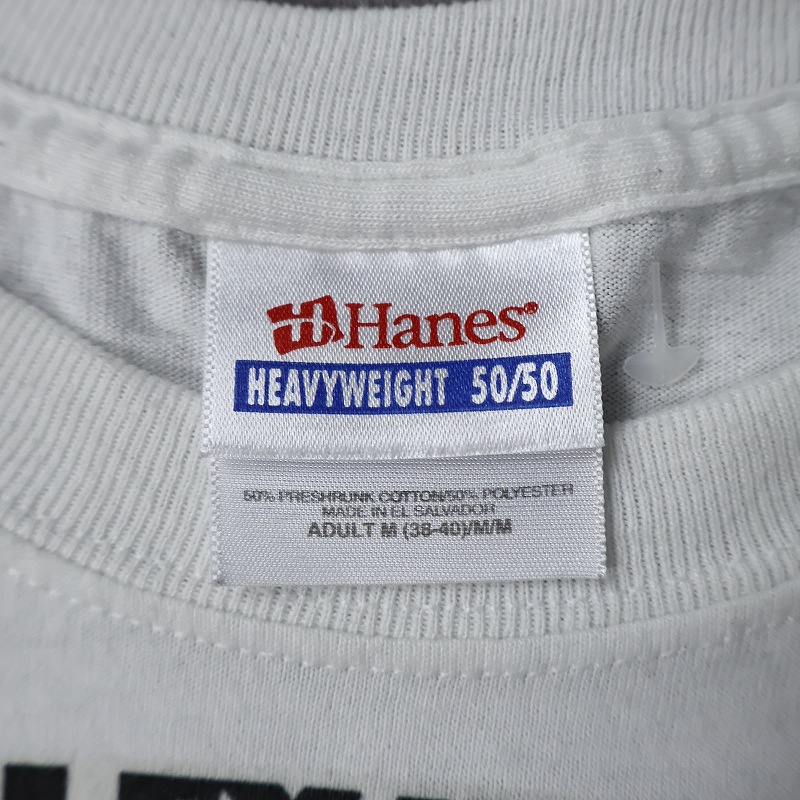 Hanes®
HEAVYWEIGHT 50/50
50% PRESHRUNK COTTON/50% POLYESTER
MADE IN EL SALVADOR
ADULT M (38-40)/M/M